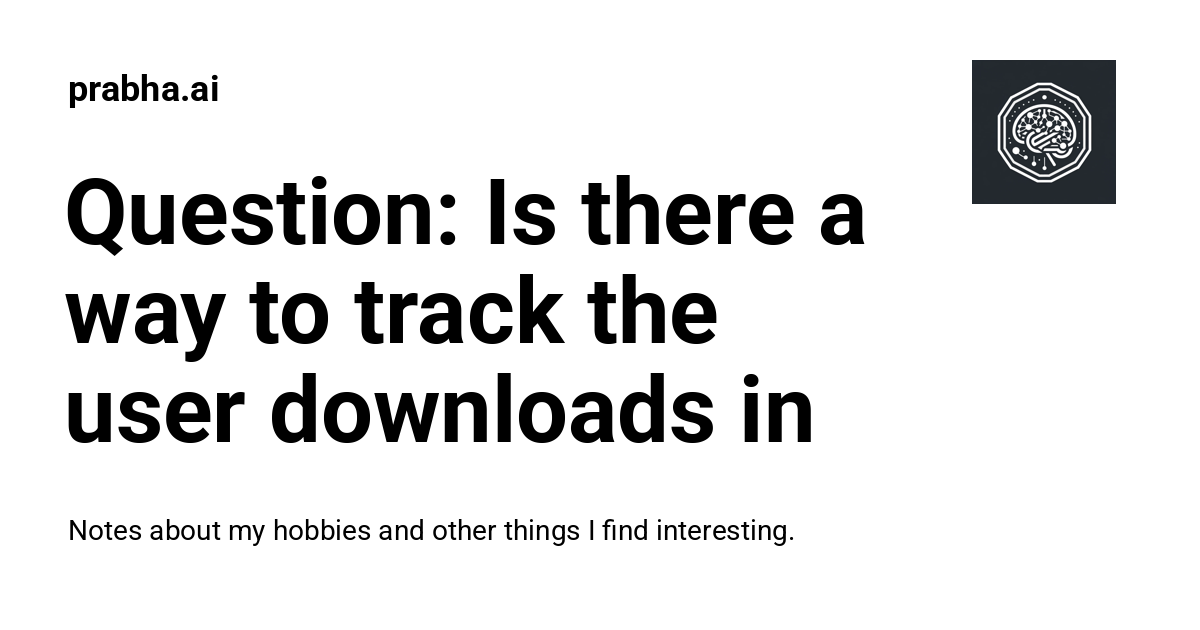 prabha.ai
Question: Is there a
way to track the
user downloads in
Notes about my hobbies and other things I find interesting.